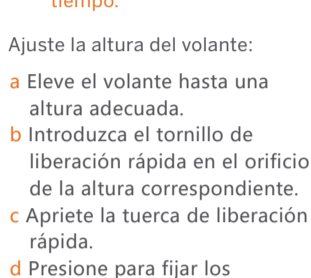 tiempo.
Ajuste la altura del volante:
a Eleve el volante hasta una
altura adecuada.
b Introduzca el tornillo de
liberación rápida en el orificio
de la altura correspondiente.
c Apriete la tuerca de liberación
rápida.
d Presione para fijar los